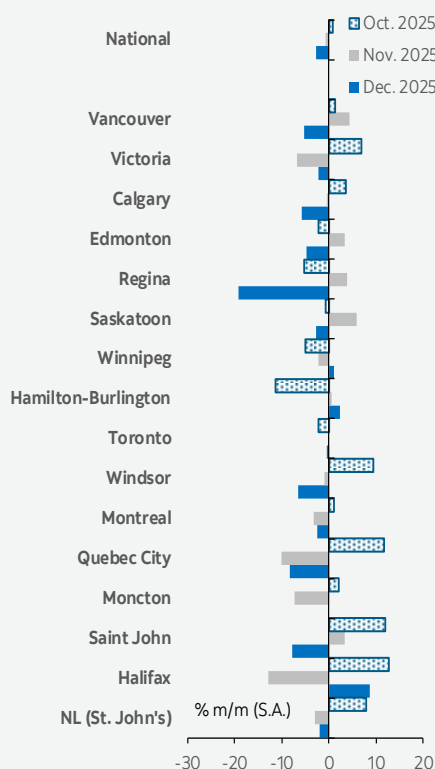 Oct. 2025
National
Nov. 2025
Dec. 2025
Vancouver
Victoria
Calgary
Edmonton
Regina
Saskatoon
Winnipeg
Hamilton-Burlington
Toronto
Windsor
Montreal
Quebec City
Moncton
Saint John
Halifax
% m/m (S.A.)
NL (St. John's)
-30 -20 -10 0 10 20